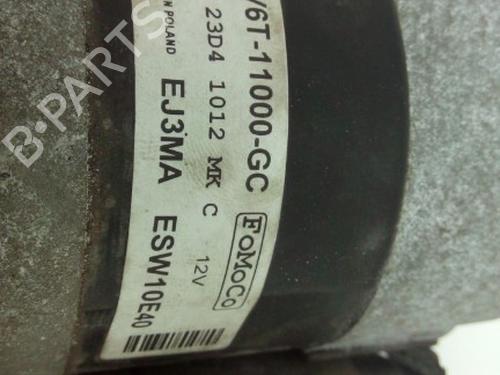 /6T-11000-GC
N POLAND
23D4 1012 MK C
FoMoCo
EJ3MA ESW10E40
12V
B-PARTS